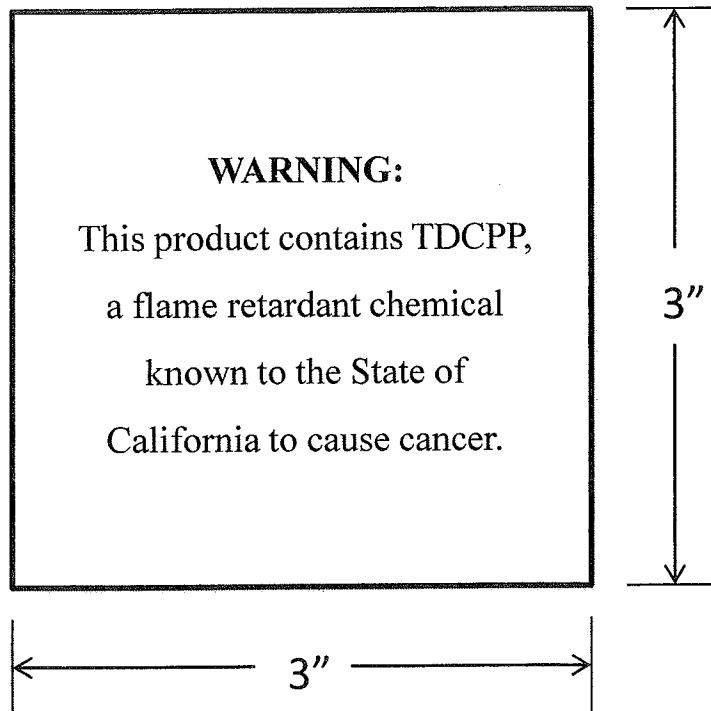 WARNING:
This product contains TDCPP,
a flame retardant chemical
known to the State of
California to cause cancer.
3”
3”